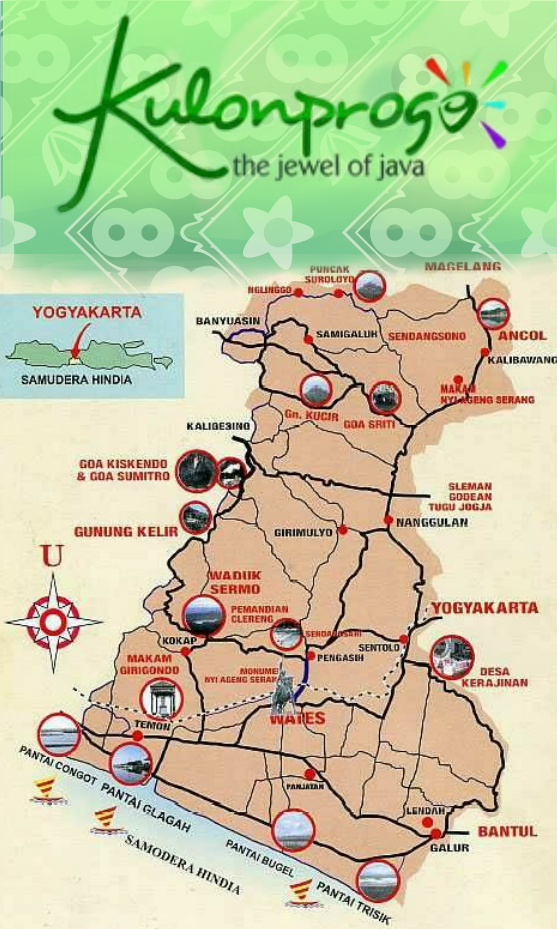 Kulonprogo
the jewel of java
PUNCAK
SUROLOYO
MAGELANG
NGLINGGO
YOGYAKARTA
SAMUDERA HINDIA
BANYUASIN
SAMIGALUH
SENDANGSONO
ANCOL
KALIBAWANG
MAKAM
NYI AGENG SERANG
Gn. KUCIR
GOA SRITI
KALIGESING
GOA KISKENDO
& GOA SUMITRO
SLEMAN
GODEAN
TUGU JOGJA
GUNUNG KELIR
GIRIMULYO
NANGGULAN
U
WADUK
SERMO
PEMANDIAN
CLERENG
YOGYAKARTA
SENDANGSARI
KOKAP
SENTOLO
PENGASIH
MAKAM
GIRIGONDO
MONUMEN
NYI AGENG SERANG
DESA
KERAJINAN
WATES
TEMON
PANTAI CONGOT
PANTAI GLAGAH
PANJATAN
LENDAH
BANTUL
GALUR
PANTAI BUGEL
SAMODERA HINDIA
PANTAI TRISIK